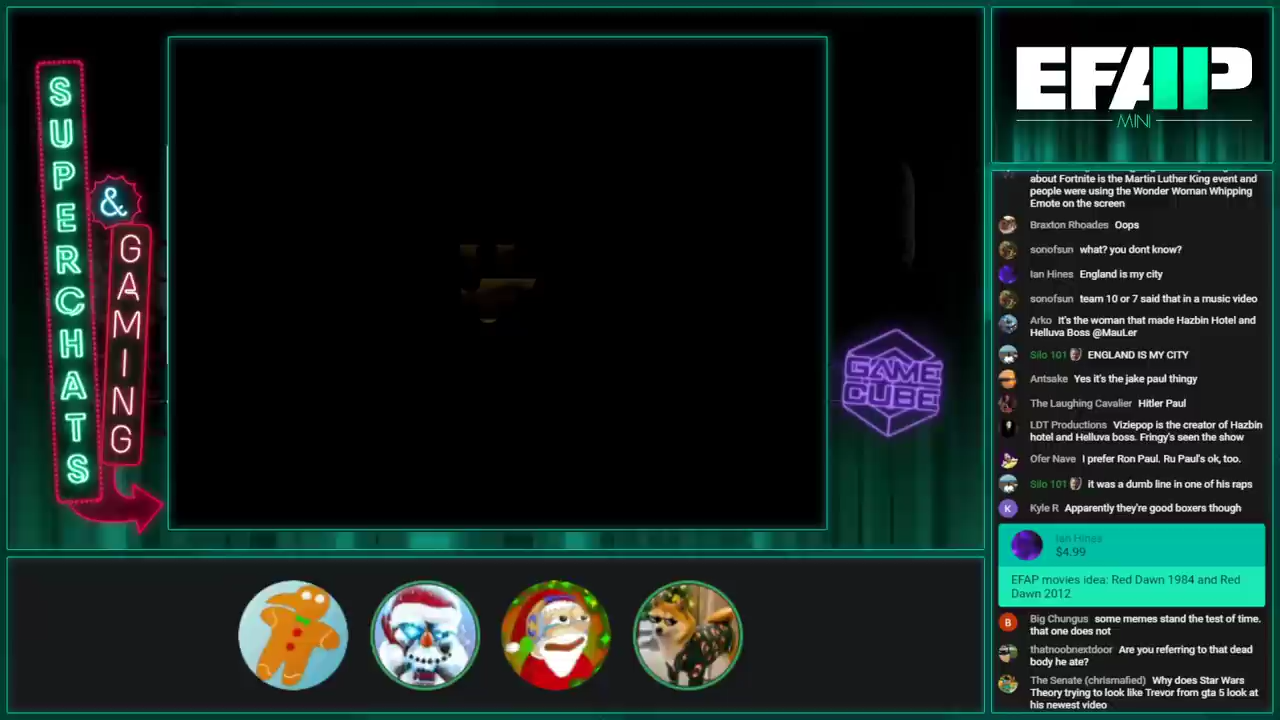 SUPERCHATS
&
GAMING
GAME
CUBE
EFAP
MINI
about Fortnite is the Martin Luther King event and
people were using the Wonder Woman Whipping
Emote on the screen
Braxton Rhoades Oops
sonofsun what? you dont know?
Ian Hines England is my city
sonofsun team 10 or 7 said that in a music video
Arko It's the woman that made Hazbin Hotel and
Helluva Boss @MauLer
Silo 101 ENGLAND IS MY CITY
Antsake Yes it's the jake paul thingy
The Laughing Cavalier Hitler Paul
LDT Productions Viziepop is the creator of Hazbin
hotel and Helluva boss. Fringy's seen the show
Ofer Nave I prefer Ron Paul. Ru Paul's ok, too.
Silo 101 it was a dumb line in one of his raps
K
Kyle R Apparently they're good boxers though
Ian Hines
$4.99
EFAP movies idea: Red Dawn 1984 and Red
Dawn 2012
B
Big Chungus some memes stand the test of time.
that one does not
thatnoobnextdoor Are you referring to that dead
body he ate?
The Senate (chrismafied) Why does Star Wars
Theory trying to look like Trevor from gta 5 look at
his newest video